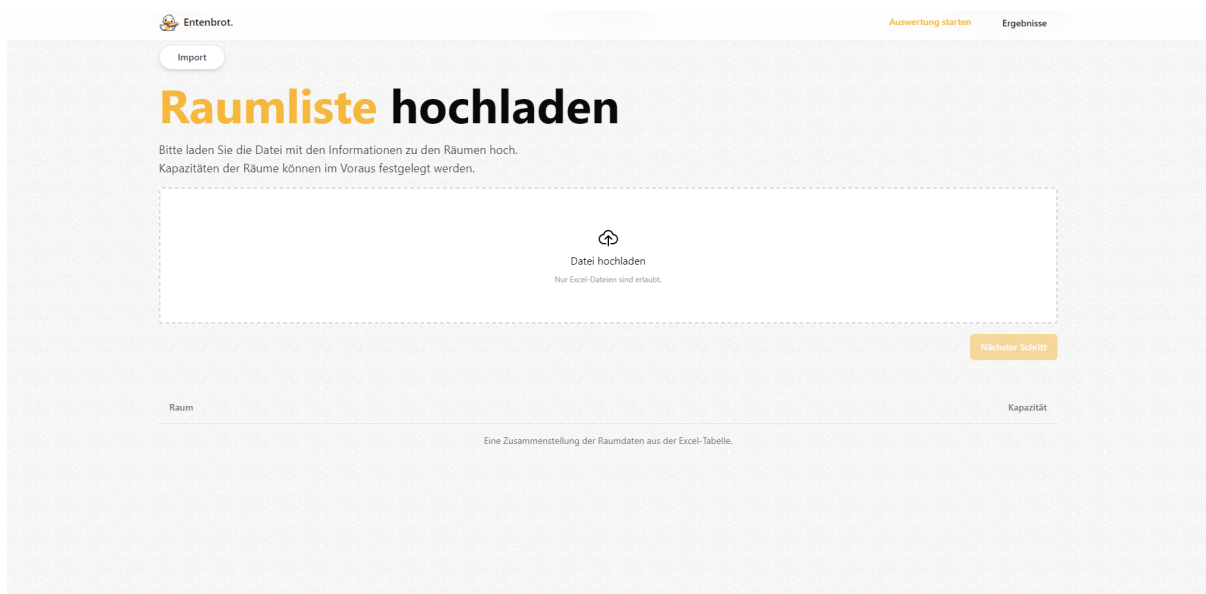 Entenbrot.
Auswertung starten
Ergebnisse
Import
Raumliste hochladen
Bitte laden Sie die Datei mit den Informationen zu den Räumen hoch.
Kapazitäten der Räume können im Voraus festgelegt werden.
Datei hochladen
Nur Excel-Dateien sind erlaubt.
Nächster Schritt
Raum
Kapazität
Eine Zusammenstellung der Raumdaten aus der Excel-Tabelle.